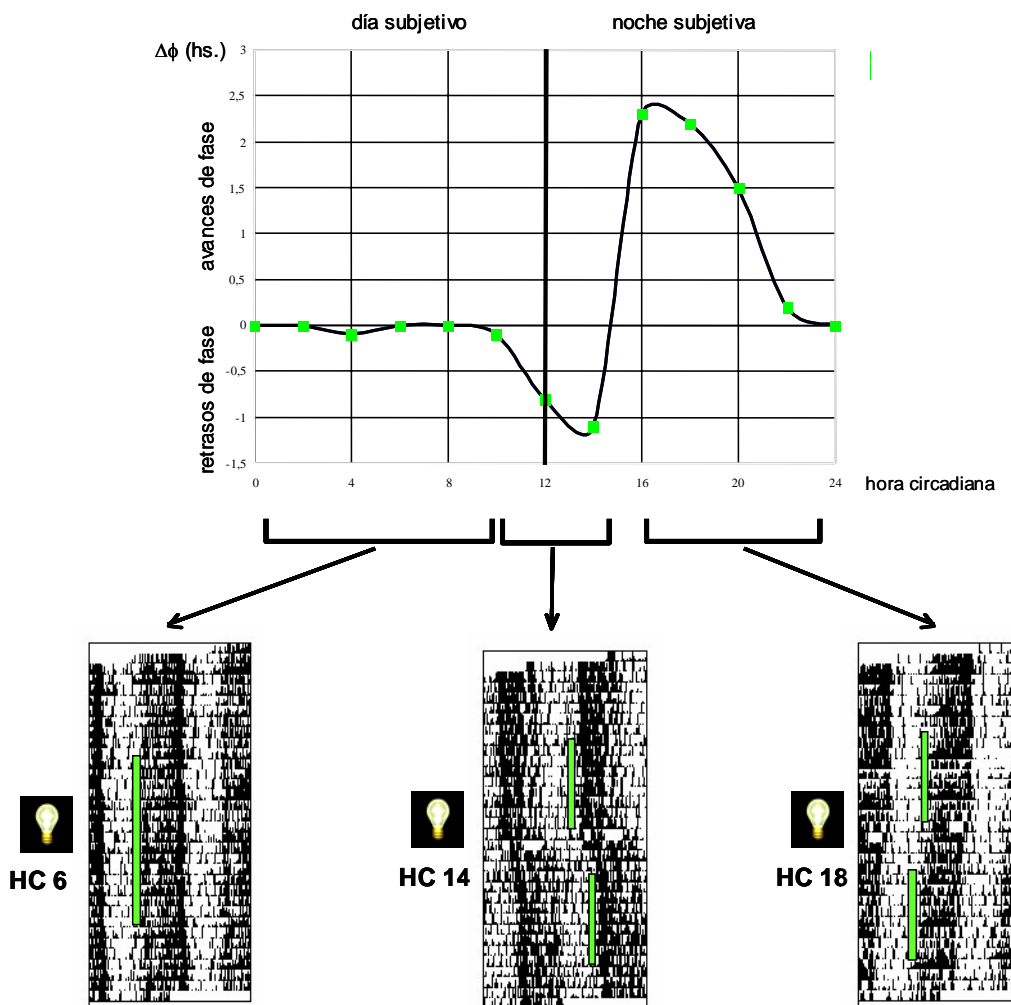 día subjetivo
noche subjetiva
Δϕ (hs.)
avances de fase
retrasos de fase
3
2,5
2
1,5
1
0,5
0
-0,5
-1
-1,5
0
4
8
12
16
20
24
hora circadiana
HC 6
HC 14
HC 18